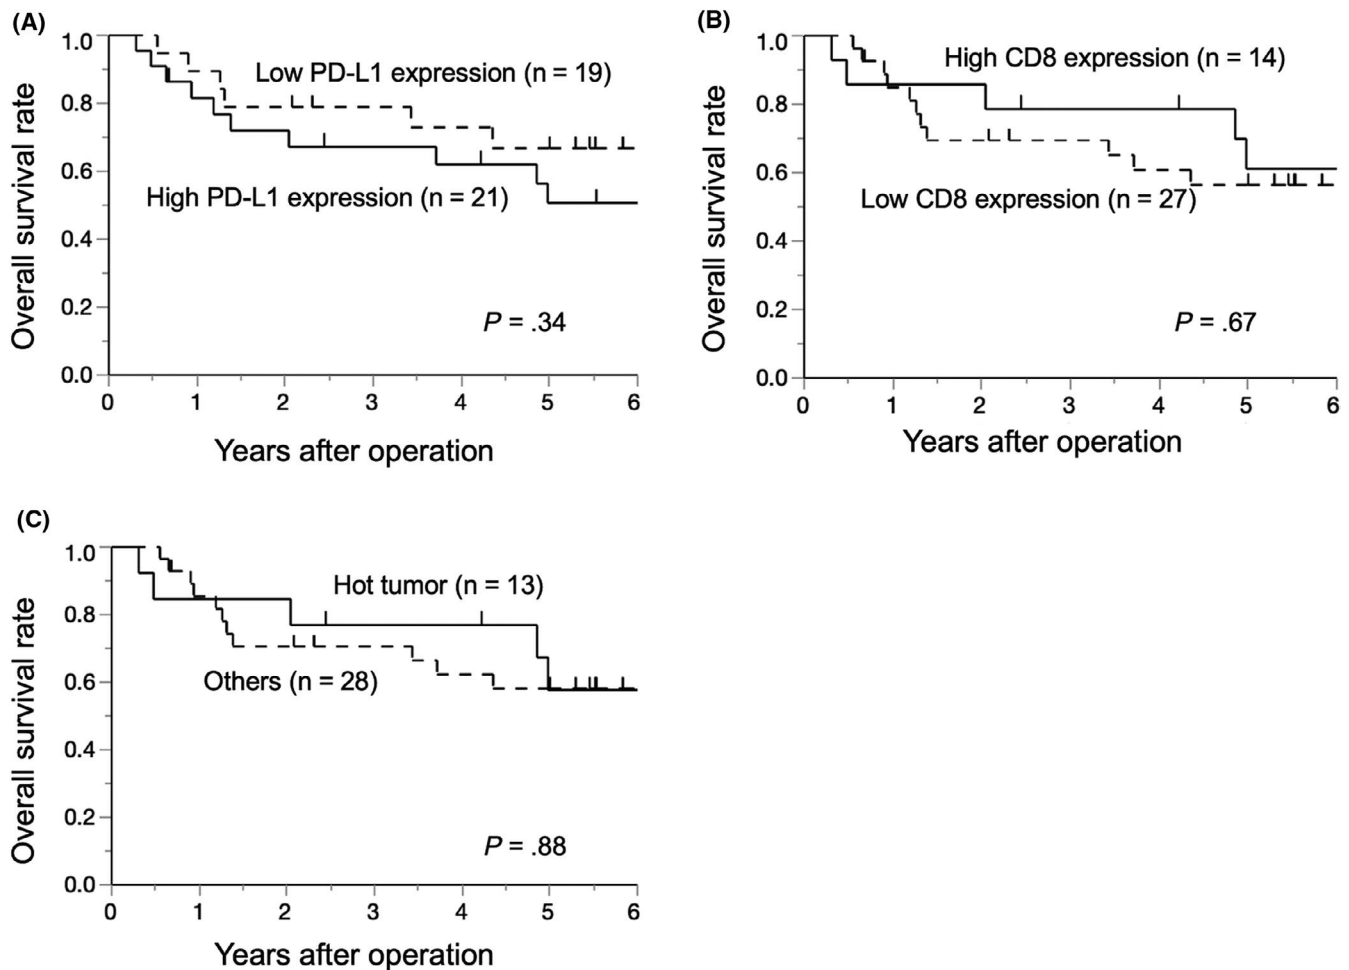 (A)
1.0
0.8
0.6
0.4
0.2
0.0
Overall survival rate
Low PD-L1 expression (n = 19)
High PD-L1 expression (n = 21)
P = .34
0 1 2 3 4 5 6
Years after operation
(B)
1.0
0.8
0.6
0.4
0.2
0.0
Overall survival rate
High CD8 expression (n = 14)
Low CD8 expression (n = 27)
P = .67
0 1 2 3 4 5 6
Years after operation
(C)
1.0
0.8
0.6
0.4
0.2
0.0
Overall survival rate
Hot tumor (n = 13)
Others (n = 28)
P = .88
0 1 2 3 4 5 6
Years after operation